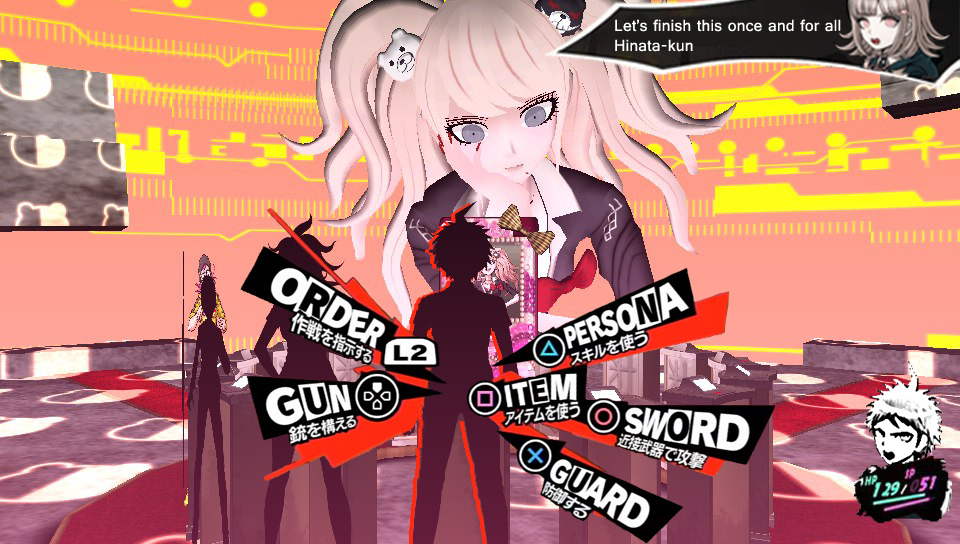 Let's finish this once and for all
Hinata-kun
ORDER
作戦を指示する
L2
PERSONA
スキルを使う
GUN
銃を構える
ITEM
アイテムを使う
SWORD
近接武器で攻撃
GUARD
防御する
HP
129/051